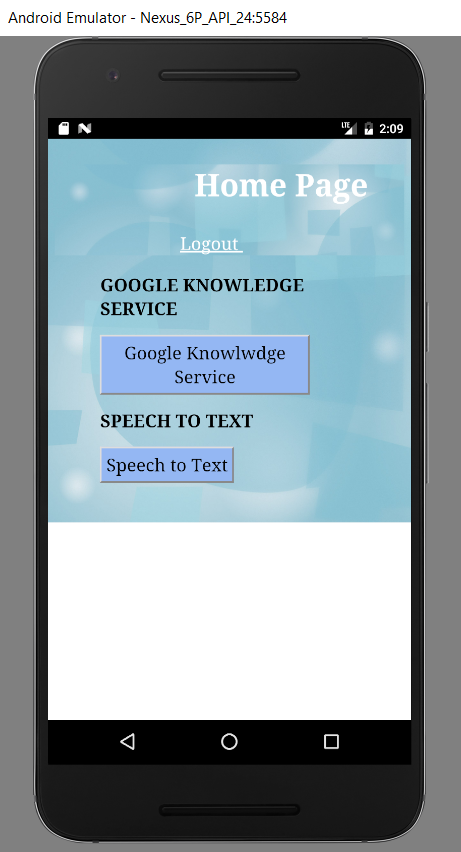 Android Emulator - Nexus_6P_API_24:5584
LTE 2:09
Home Page
Logout
GOOGLE KNOWLEDGE
SERVICE
Google Knowlwdge
Service
SPEECH TO TEXT
Speech to Text